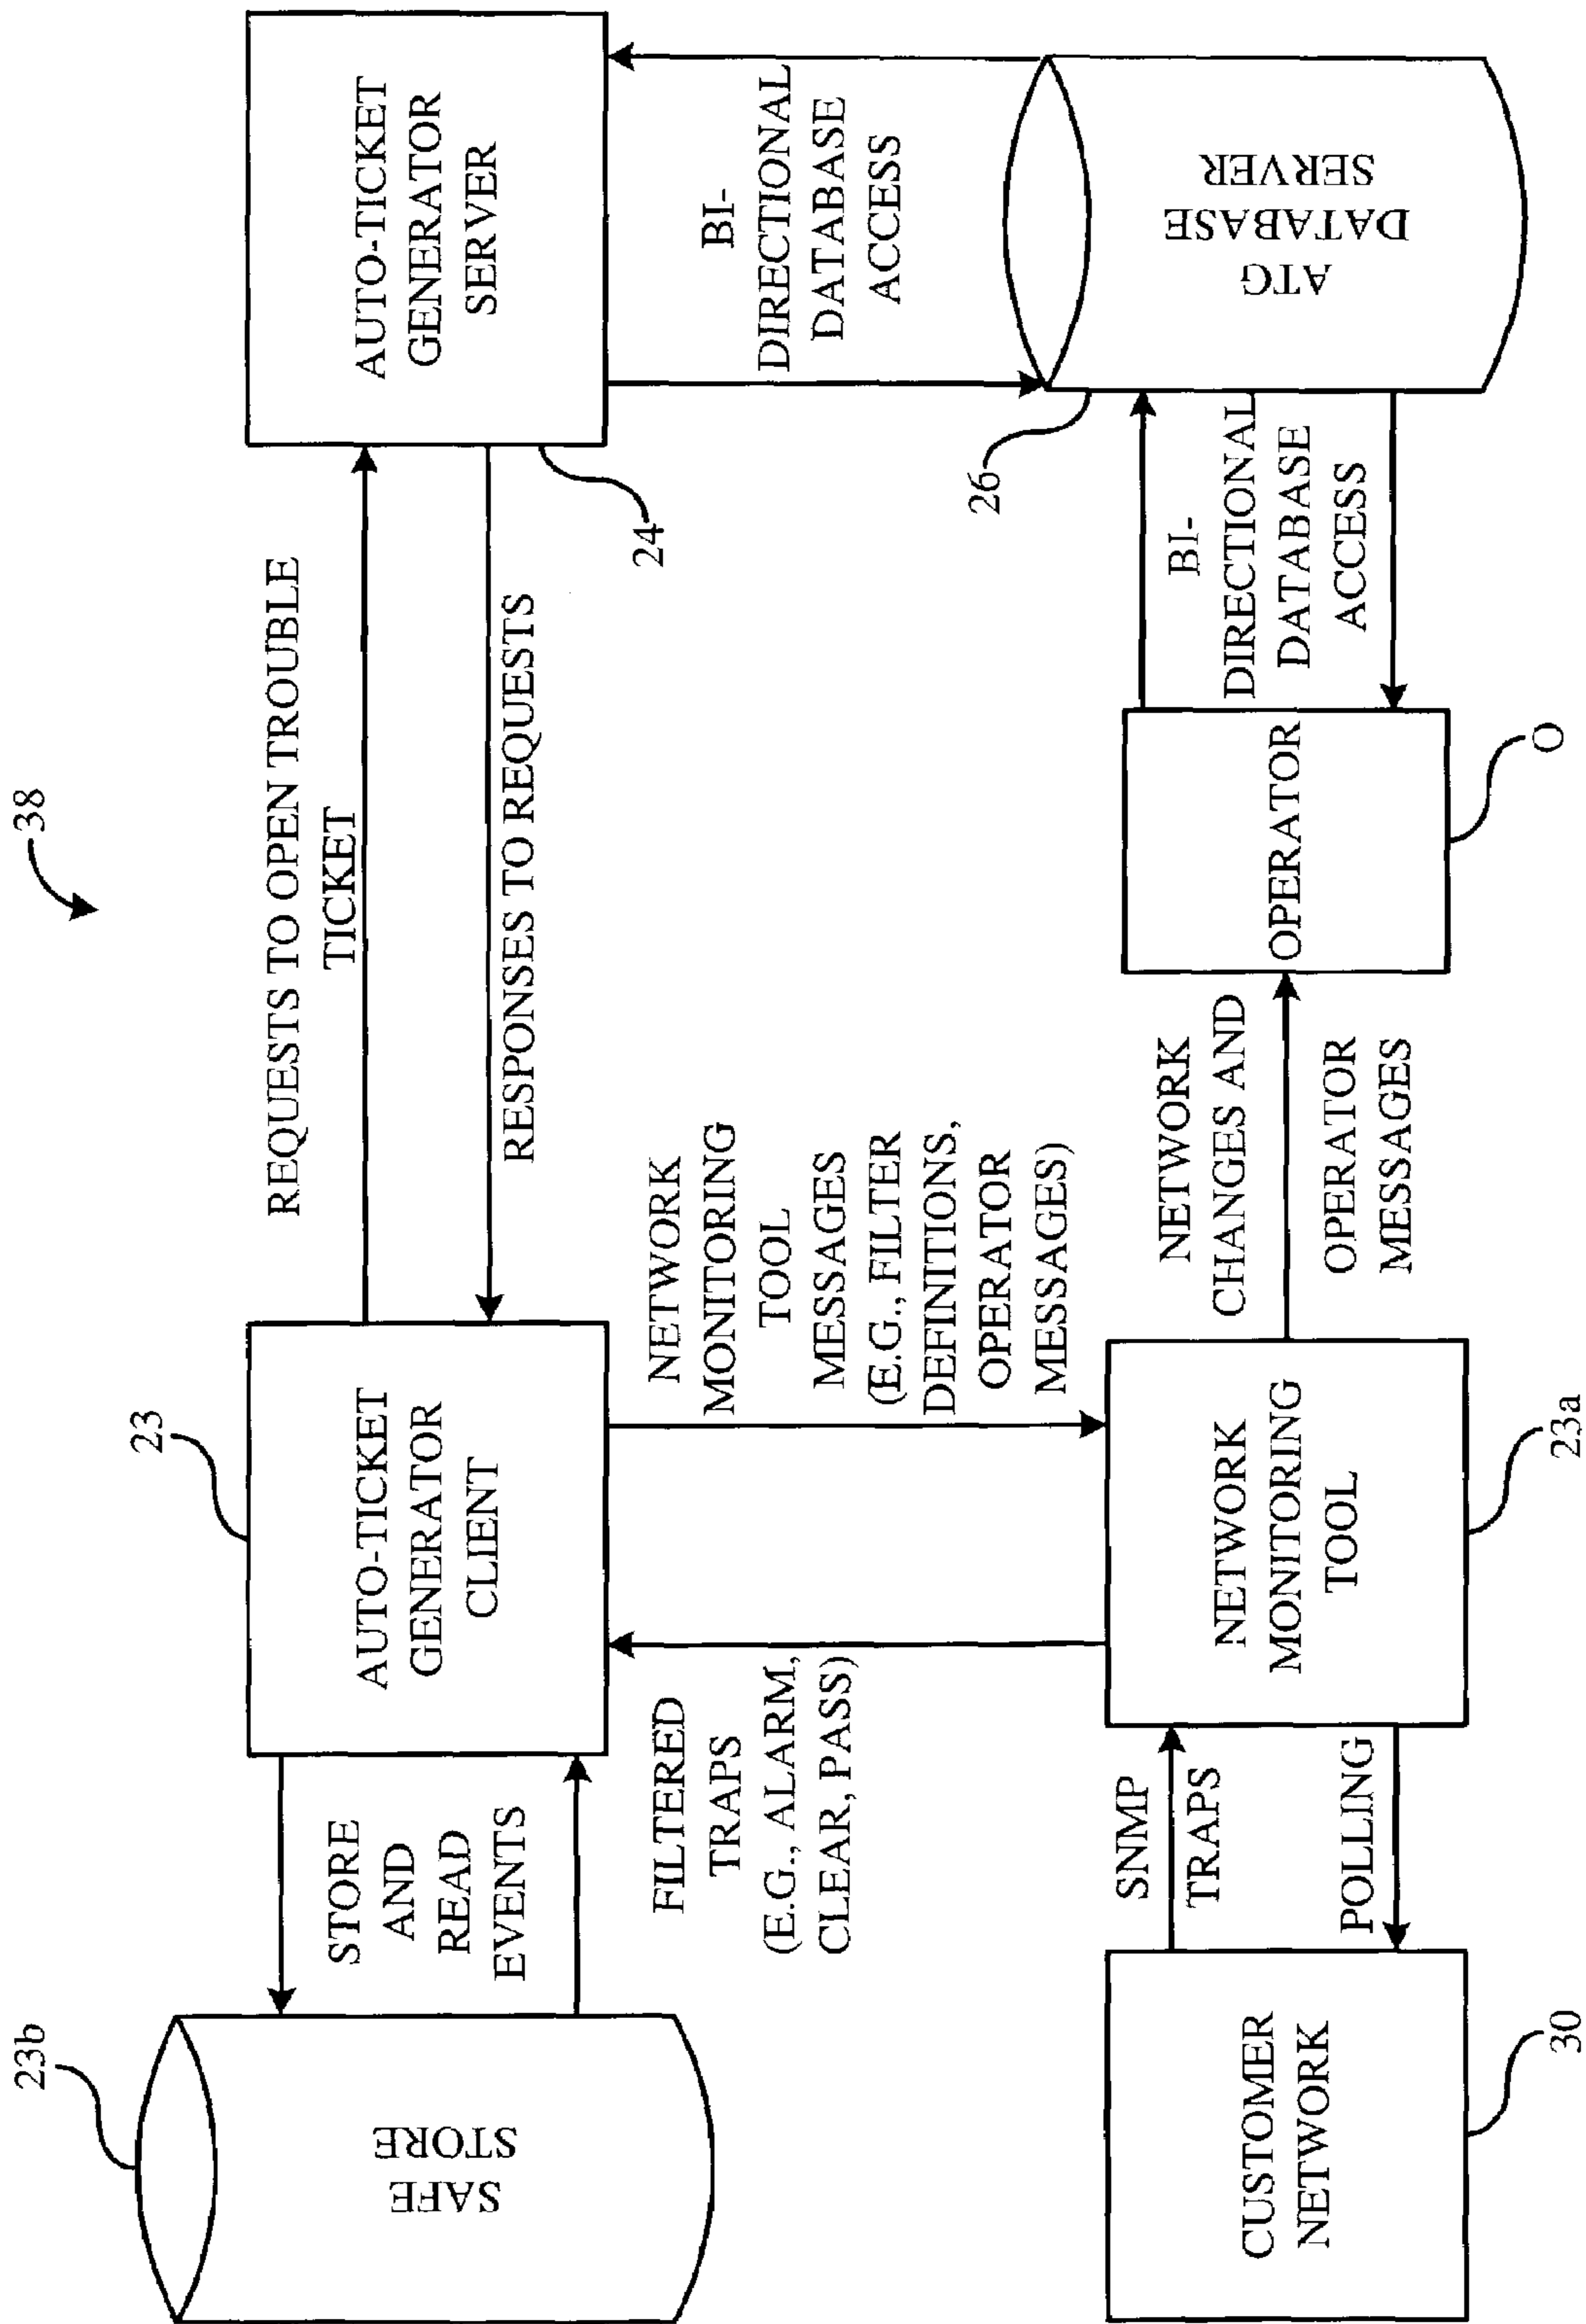 38
23b
SAFE
STORE
STORE
AND
READ
EVENTS
23
AUTO-TICKET
GENERATOR
CLIENT
REQUESTS TO OPEN TROUBLE
TICKET
RESPONSES TO REQUESTS
AUTO-TICKET
GENERATOR
SERVER
24
FILTERED
TRAPS
(E.G., ALARM,
CLEAR, PASS)
NETWORK
MONITORING
TOOL
MESSAGES
(E.G., FILTER
DEFINITIONS,
OPERATOR
MESSAGES)
BI-
DIRECTIONAL
DATABASE
ACCESS
CUSTOMER
NETWORK
30
SNMP
TRAPS
POLLING
NETWORK
MONITORING
TOOL
23a
NETWORK
CHANGES AND
OPERATOR
MESSAGES
OPERATOR
O
BI-
DIRECTIONAL
DATABASE
ACCESS
26
ATG
DATABASE
SERVER